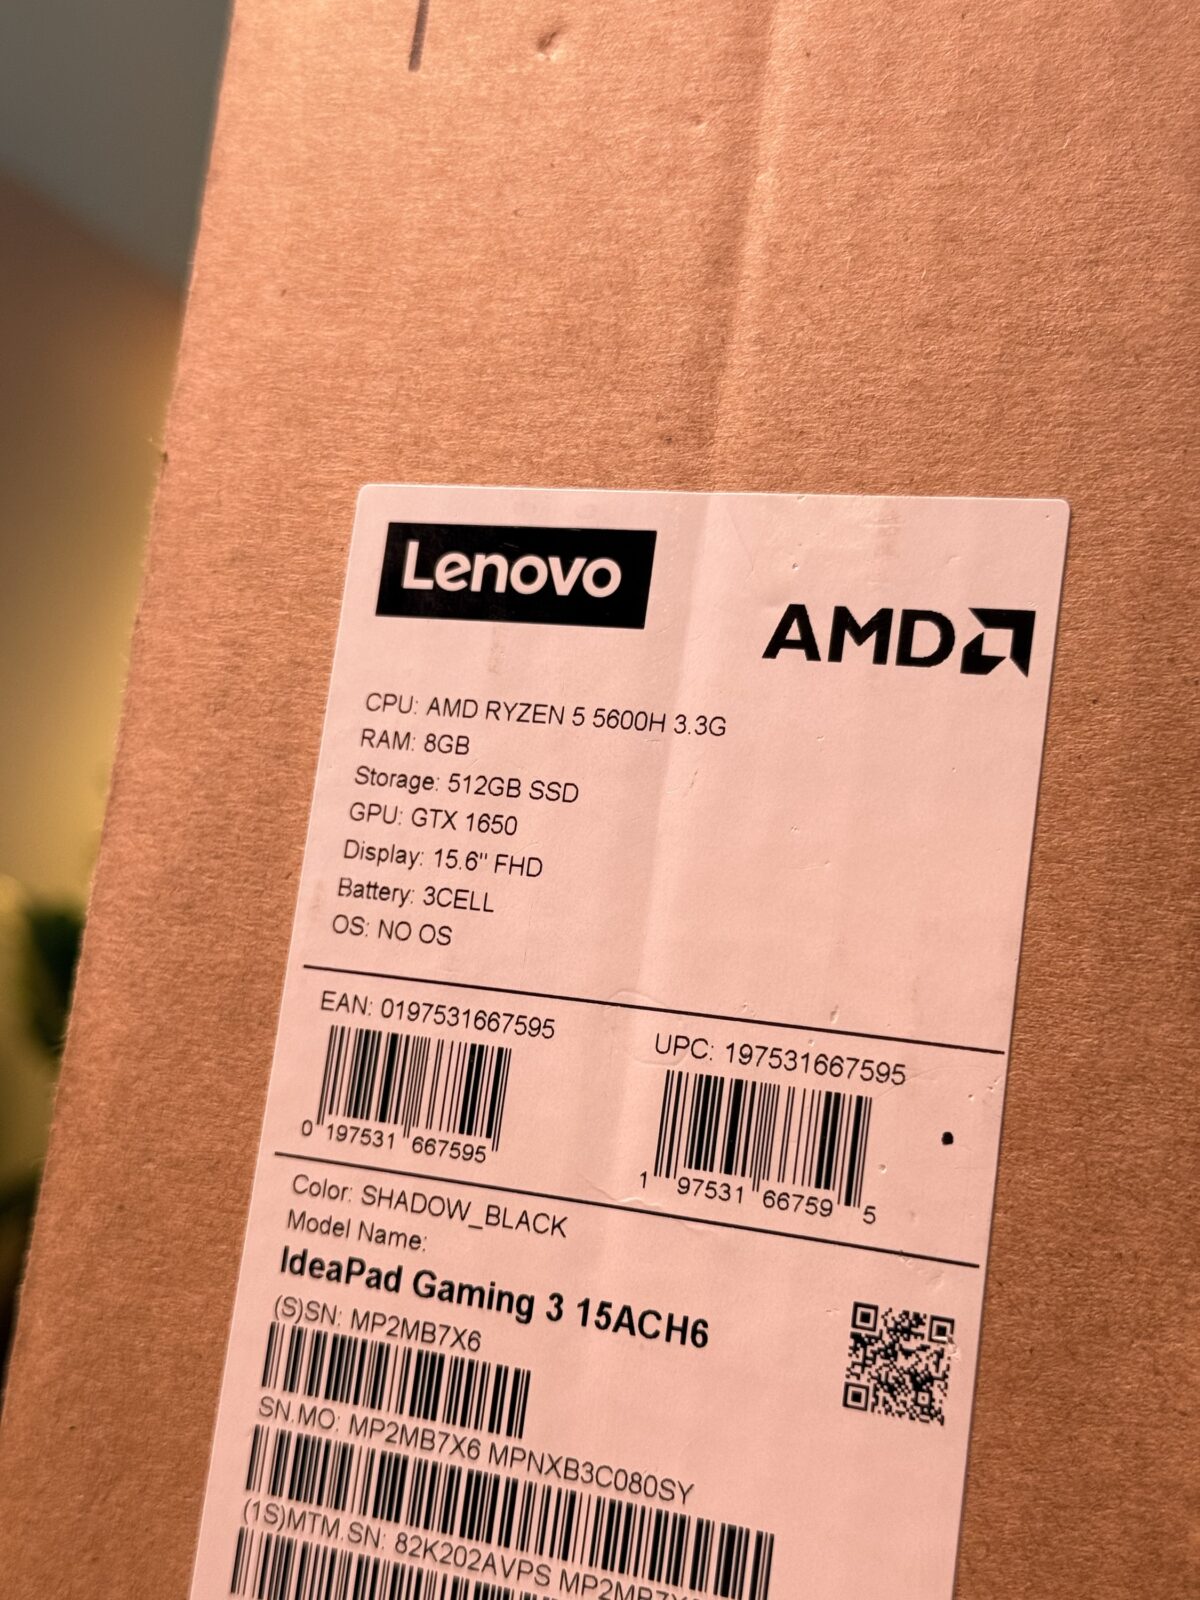 Lenovo
AMD
CPU: AMD RYZEN 5 5600H 3.3G
RAM: 8GB
Storage: 512GB SSD
GPU: GTX 1650
Display: 15.6" FHD
Battery: 3CELL
OS: NO OS
EAN: 0197531667595
0 197531 667595
UPC: 197531667595
1 97531 66759 5
Color: SHADOW_BLACK
Model Name:
IdeaPad Gaming 3 15ACH6
(S)SN: MP2MB7X6
SN.MO: MP2MB7X6 MPNXB3C080SY
(1S)MTM.SN: 82K202AVPS